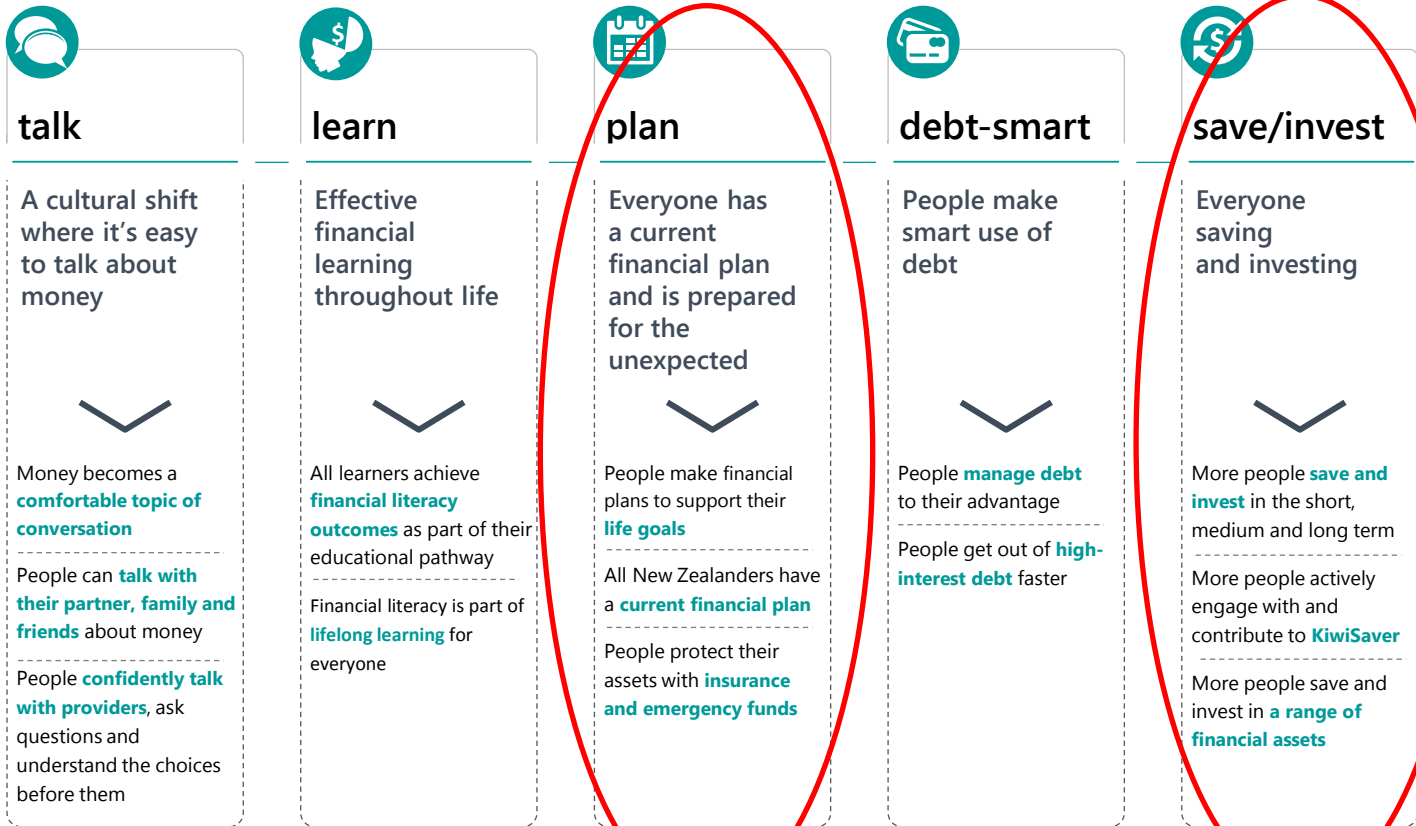 talk
A cultural shift
where it's easy
to talk about
money
Money becomes a
comfortable topic of
conversation
People can talk with
their partner, family and
friends about money
People confidently talk
with providers, ask
questions and
understand the choices
before them
learn
Effective
financial
learning
throughout life
All learners achieve
financial literacy
outcomes as part of their
educational pathway
Financial literacy is part of
lifelong learning for
everyone
plan
Everyone has
a current
financial plan
and is prepared
for the
unexpected
People make financial
plans to support their
life goals
All New Zealanders have
a current financial plan
People protect their
assets with insurance
and emergency funds
debt-smart
People make
smart use of
debt
People manage debt
to their advantage
People get out of high-
interest debt faster
$
save/invest
Everyone
saving
and investing
More people save and
invest in the short,
medium and long term
More people actively
engage with and
contribute to KiwiSaver
More people save and
invest in a range of
financial assets